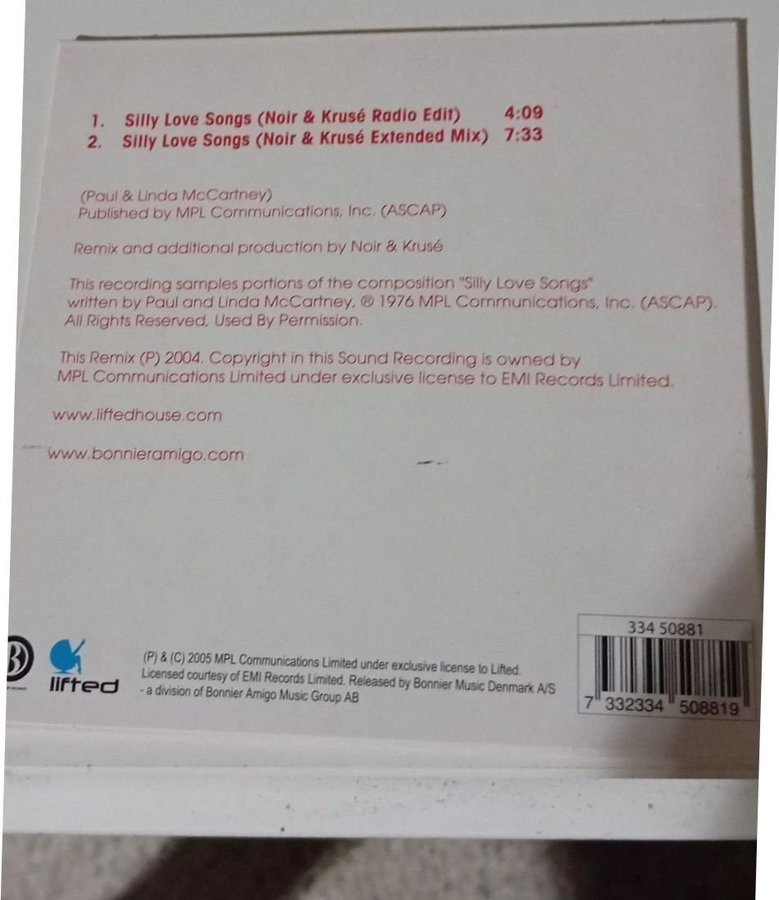 1. Silly Love Songs (Noir & Krusé Radio Edit) 4:09
2. Silly Love Songs (Noir & Krusé Extended Mix) 7:33
(Paul & Linda McCartney)
Published by MPL Communications, Inc. (ASCAP)
Remix and additional production by Noir & Krusé
This recording samples portions of the composition "Silly Love Songs"
written by Paul and Linda McCartney, ® 1976 MPL Communications, Inc. (ASCAP).
All Rights Reserved, Used By Permission.
This Remix (P) 2004. Copyright in this Sound Recording is owned by
MPL Communications Limited under exclusive license to EMI Records Limited.
www.liftedhouse.com
www.bonnieramigo.com
B
lifted
(P) & (C) 2005 MPL Communications Limited under exclusive license to Lifted.
Licensed courtesy of EMI Records Limited. Released by Bonnier Music Denmark A/S
- a division of Bonnier Amigo Music Group AB
334 50881
7 332334 508819